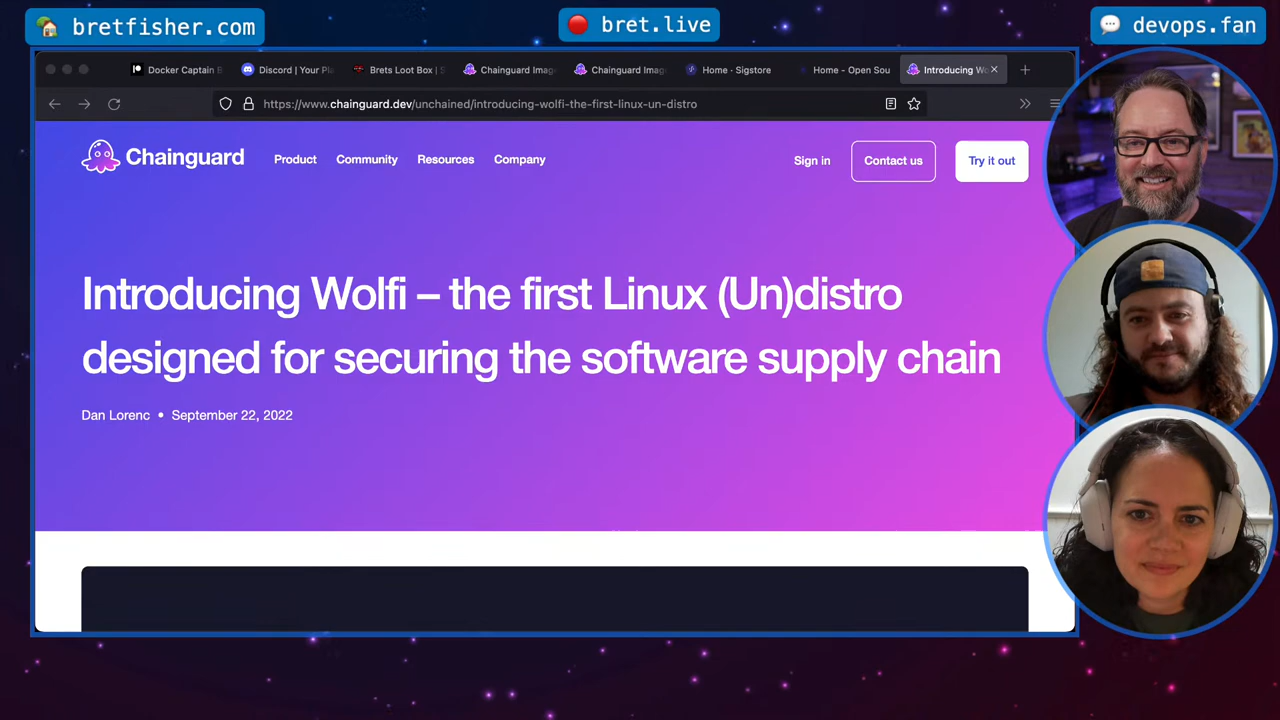 bretfisher.com
bret.live
devops.fan
Docker Captain B
Discord | Your Pla
Brets Loot Box | S
Chainguard Imag
Chainguard Imag
Home · Sigstore
Home - Open Sou
Introducing Wo
https://www.chainguard.dev/unchained/introducing-wolfi-the-first-linux-un-distro
Chainguard
Product
Community
Resources
Company
Sign in
Contact us
Try it out
Introducing Wolfi – the first Linux (Un)distro
designed for securing the software supply chain
Dan Lorenc • September 22, 2022